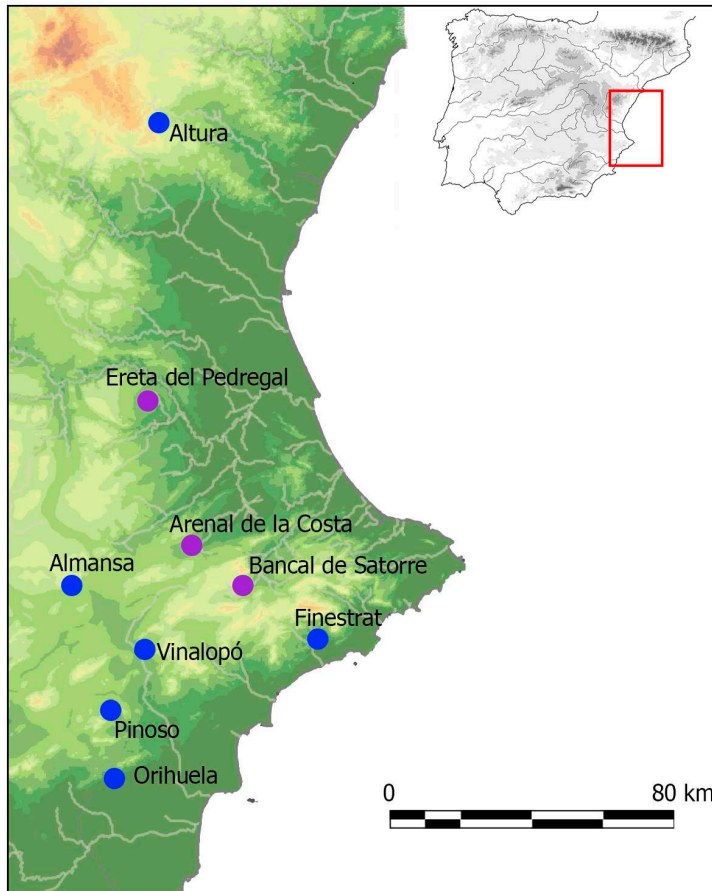 Altura
Ereta del Pedregal
Arenal de la Costa
Almansa
Bancal de Satorre
Finestrat
Vinalopó
Pinoso
Orihuela
0 80 km